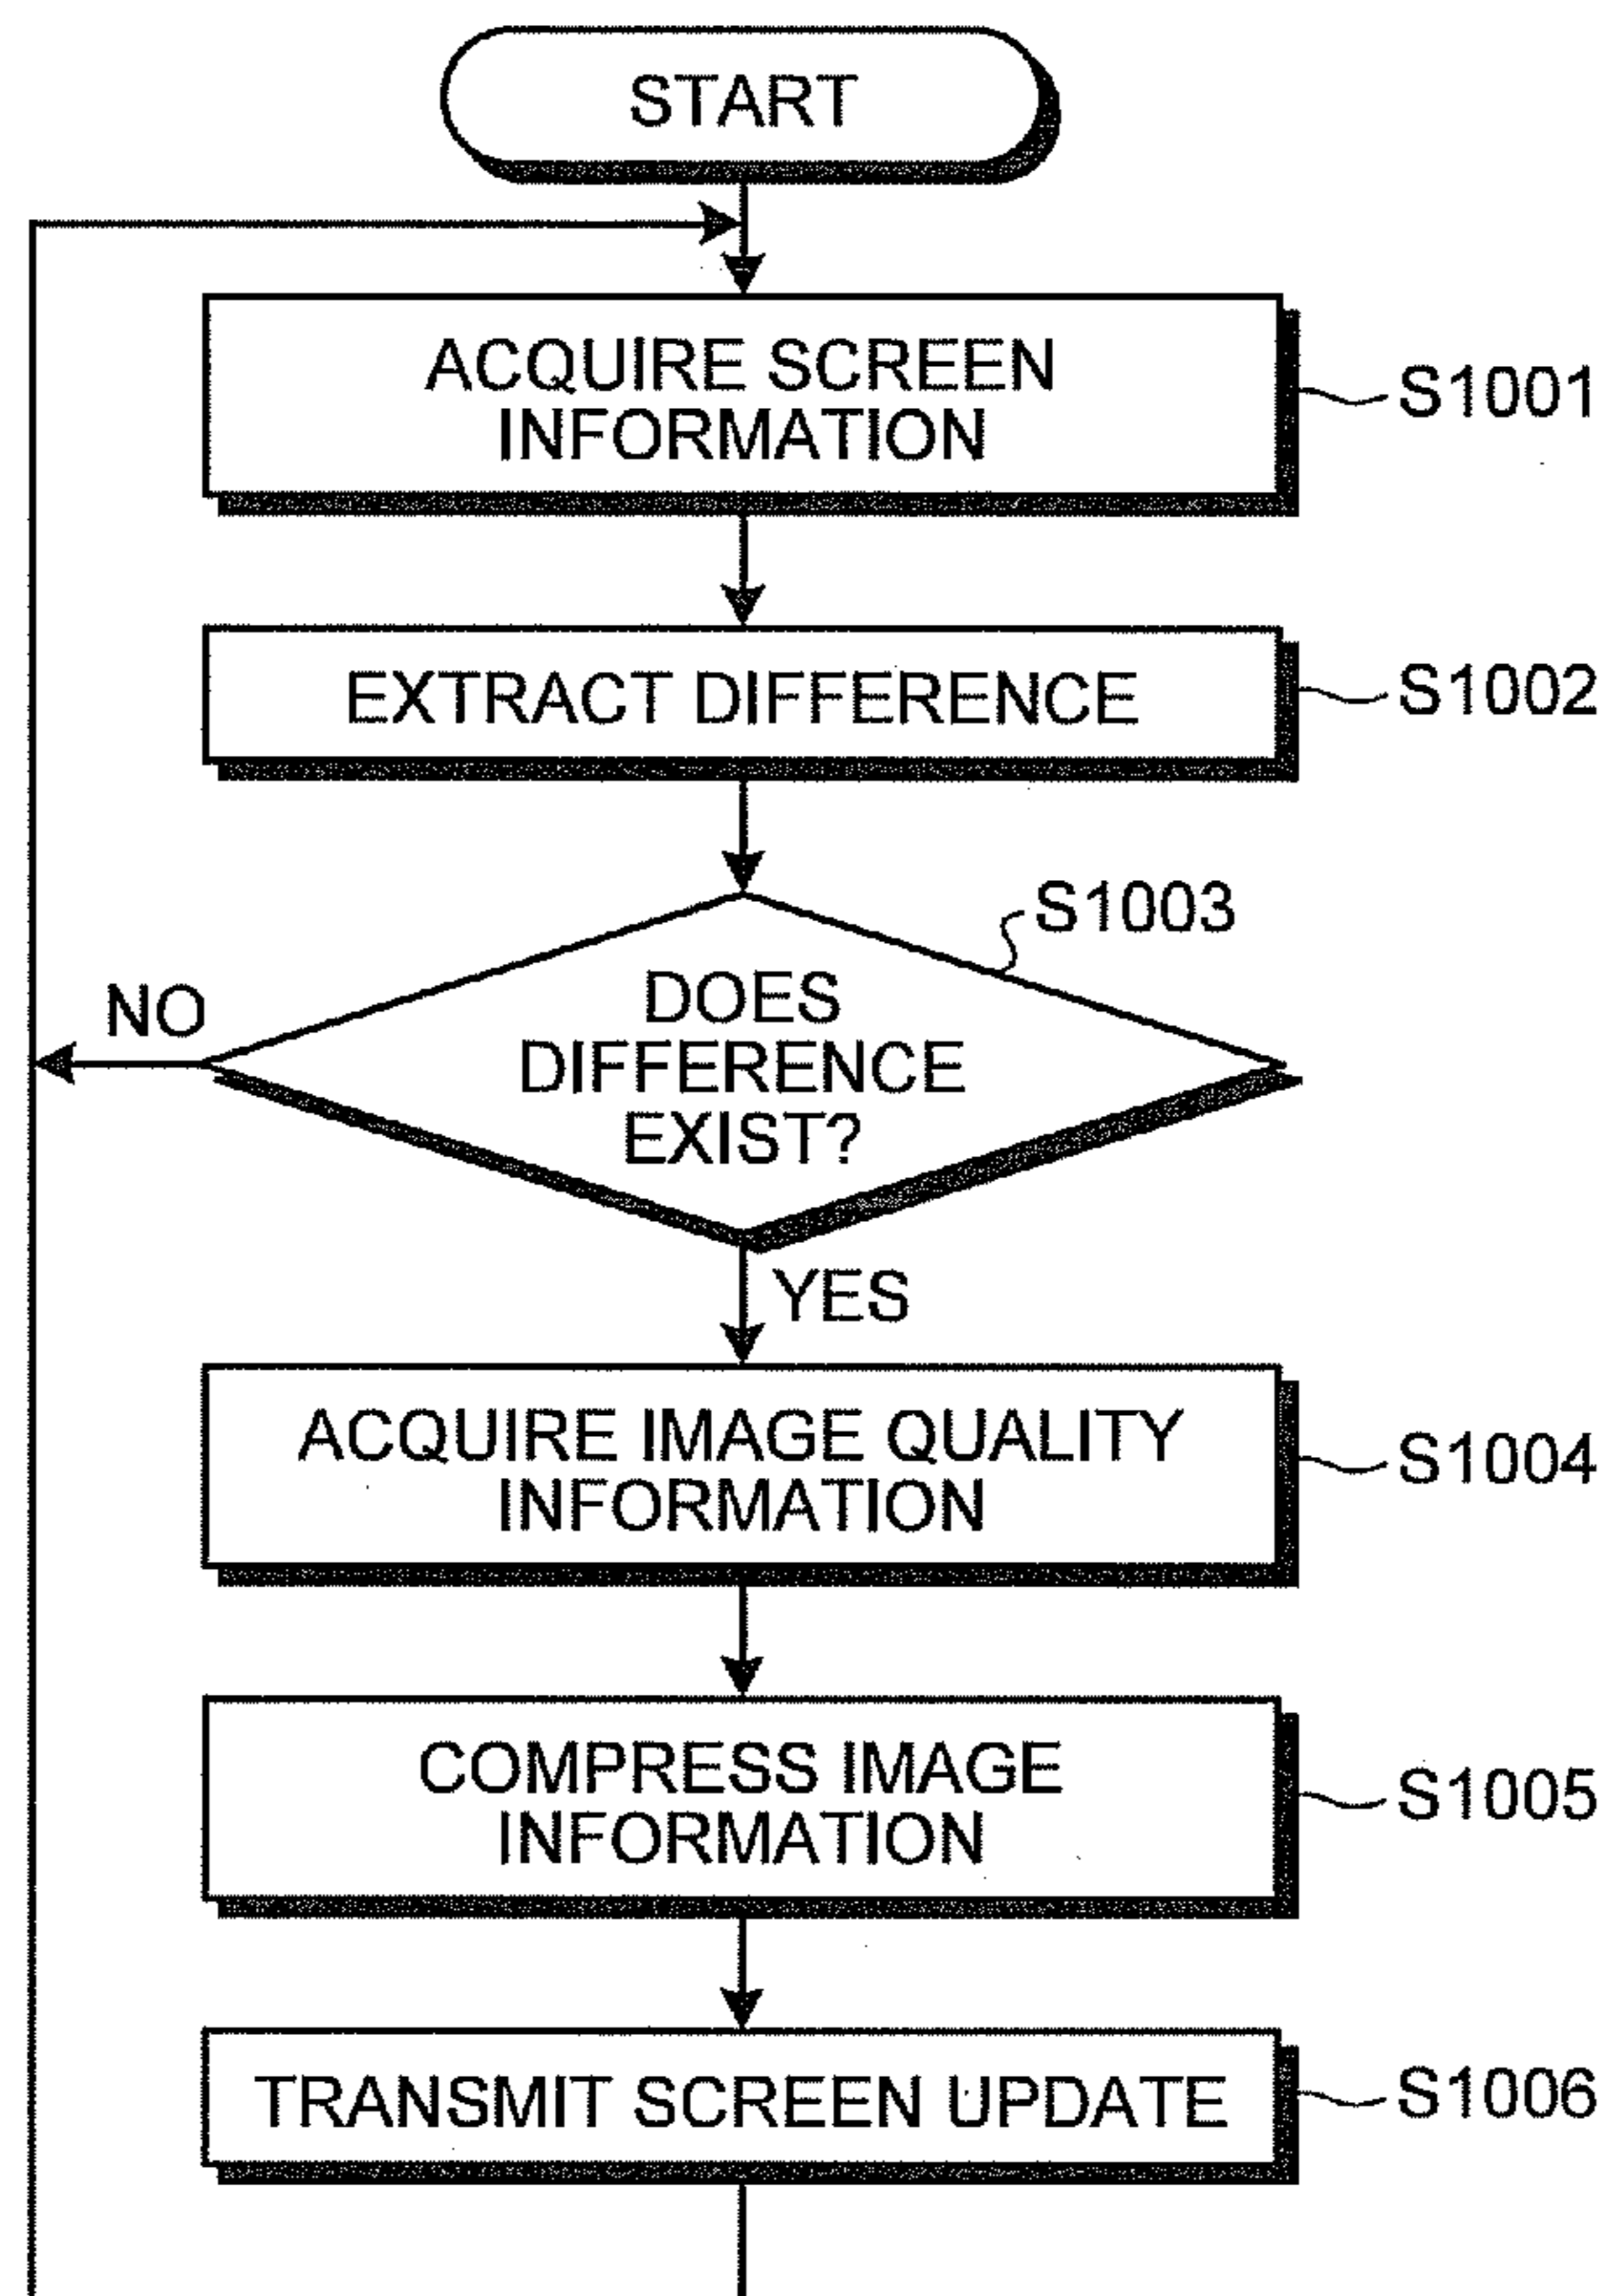 START
ACQUIRE SCREEN
INFORMATION
S1001
EXTRACT DIFFERENCE
S1002
S1003
DOES
DIFFERENCE
EXIST?
NO
YES
ACQUIRE IMAGE QUALITY
INFORMATION
S1004
COMPRESS IMAGE
INFORMATION
S1005
TRANSMIT SCREEN UPDATE
S1006